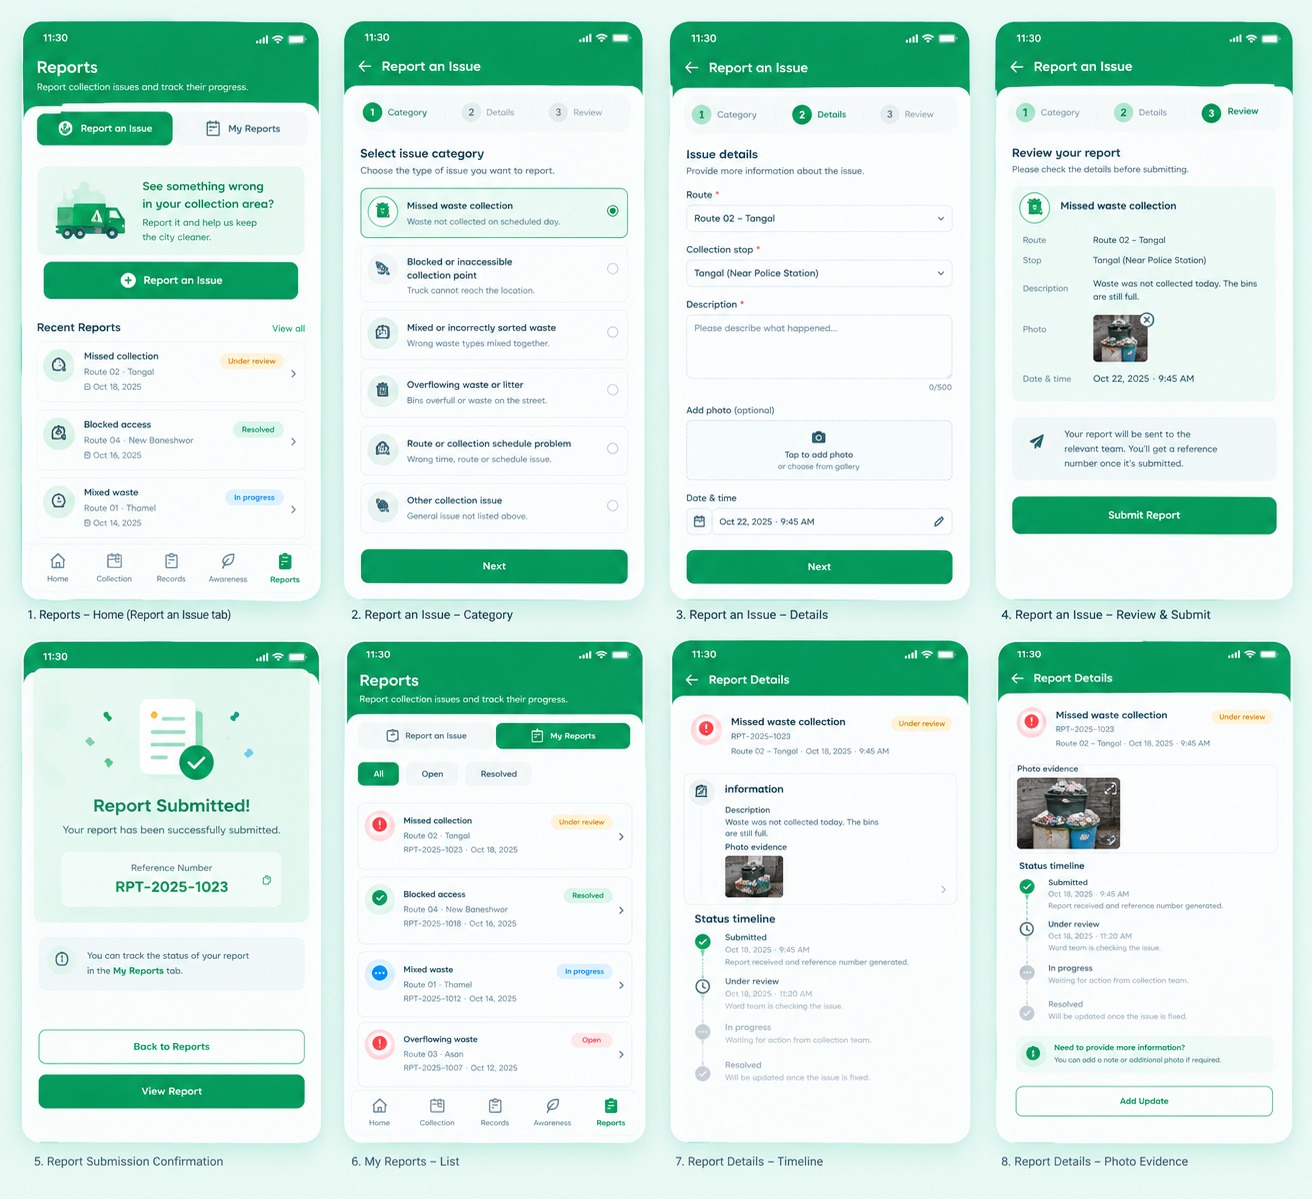 11:30
Reports
Report collection issues and track their progress.
Report an Issue
My Reports
See something wrong
in your collection area?
Report it and help us keep
the city cleaner.
Report an Issue
Recent Reports
View all
Missed collection
Under review
Route 02 · Tangal
Oct 18, 2025
Blocked access
Resolved
Route 04 · New Baneshwor
Oct 16, 2025
Mixed waste
In progress
Route 01 · Thamel
Oct 14, 2025
Home
Collection
Records
Awareness
Reports
1. Reports – Home (Report an Issue tab)
11:30
Report an Issue
1 Category
2 Details
3 Review
Select issue category
Choose the type of issue you want to report.
Missed waste collection
Waste not collected on scheduled day.
Blocked or inaccessible
collection point
Truck cannot reach the location.
Mixed or incorrectly sorted waste
Wrong waste types mixed together.
Overflowing waste or litter
Bins overfull or waste on the street.
Route or collection schedule problem
Wrong time, route or schedule issue.
Other collection issue
General issue not listed above.
Next
2. Report an Issue – Category
11:30
Report an Issue
1 Category
2 Details
3 Review
Issue details
Provide more information about the issue.
Route *
Route 02 – Tangal
Collection stop *
Tangal (Near Police Station)
Description *
Please describe what happened...
0/500
Add photo (optional)
Tap to add photo
or choose from gallery
Date & time
Oct 22, 2025 · 9:45 AM
Next
3. Report an Issue – Details
11:30
Report an Issue
1 Category
2 Details
3 Review
Review your report
Please check the details before submitting.
Missed waste collection
Route
Route 02 – Tangal
Stop
Tangal (Near Police Station)
Description
Waste was not collected today. The bins
are still full.
Photo
Date & time
Oct 22, 2025 · 9:45 AM
Your report will be sent to the
relevant team. You'll get a reference
number once it's submitted.
Submit Report
4. Report an Issue – Review & Submit
11:30
Report Submitted!
Your report has been successfully submitted.
Reference Number
RPT-2025-1023
You can track the status of your report
in the My Reports tab.
Back to Reports
View Report
5. Report Submission Confirmation
11:30
Reports
Report collection issues and track their progress.
Report an Issue
My Reports
All
Open
Resolved
Missed collection
Under review
Route 02 · Tangal
RPT-2025-1023 · Oct 18, 2025
Blocked access
Resolved
Route 04 · New Baneshwor
RPT-2025-1018 · Oct 16, 2025
Mixed waste
In progress
Route 01 · Thamel
RPT-2025-1012 · Oct 14, 2025
Overflowing waste
Open
Route 03 · Asan
RPT-2025-1007 · Oct 12, 2025
Home
Collection
Records
Awareness
Reports
6. My Reports – List
11:30
Report Details
Missed waste collection
Under review
RPT-2025-1023
Route 02 – Tangal · Oct 18, 2025 · 9:45 AM
information
Description
Waste was not collected today. The bins
are still full.
Photo evidence
Status timeline
Submitted
Oct 18, 2025 · 9:45 AM
Report received and reference number generated.
Under review
Oct 18, 2025 · 11:20 AM
Ward team is checking the issue.
In progress
Waiting for action from collection team.
Resolved
Will be updated once the issue is fixed.
7. Report Details – Timeline
11:30
Report Details
Missed waste collection
Under review
RPT-2025-1023
Route 02 – Tangal · Oct 18, 2025 · 9:45 AM
Photo evidence
Status timeline
Submitted
Oct 18, 2025 · 9:45 AM
Report received and reference number generated.
Under review
Oct 18, 2025 · 11:20 AM
Ward team is checking the issue.
In progress
Waiting for action from collection team.
Resolved
Will be updated once the issue is fixed.
Need to provide more information?
You can add a note or additional photo if required.
Add Update
8. Report Details – Photo Evidence